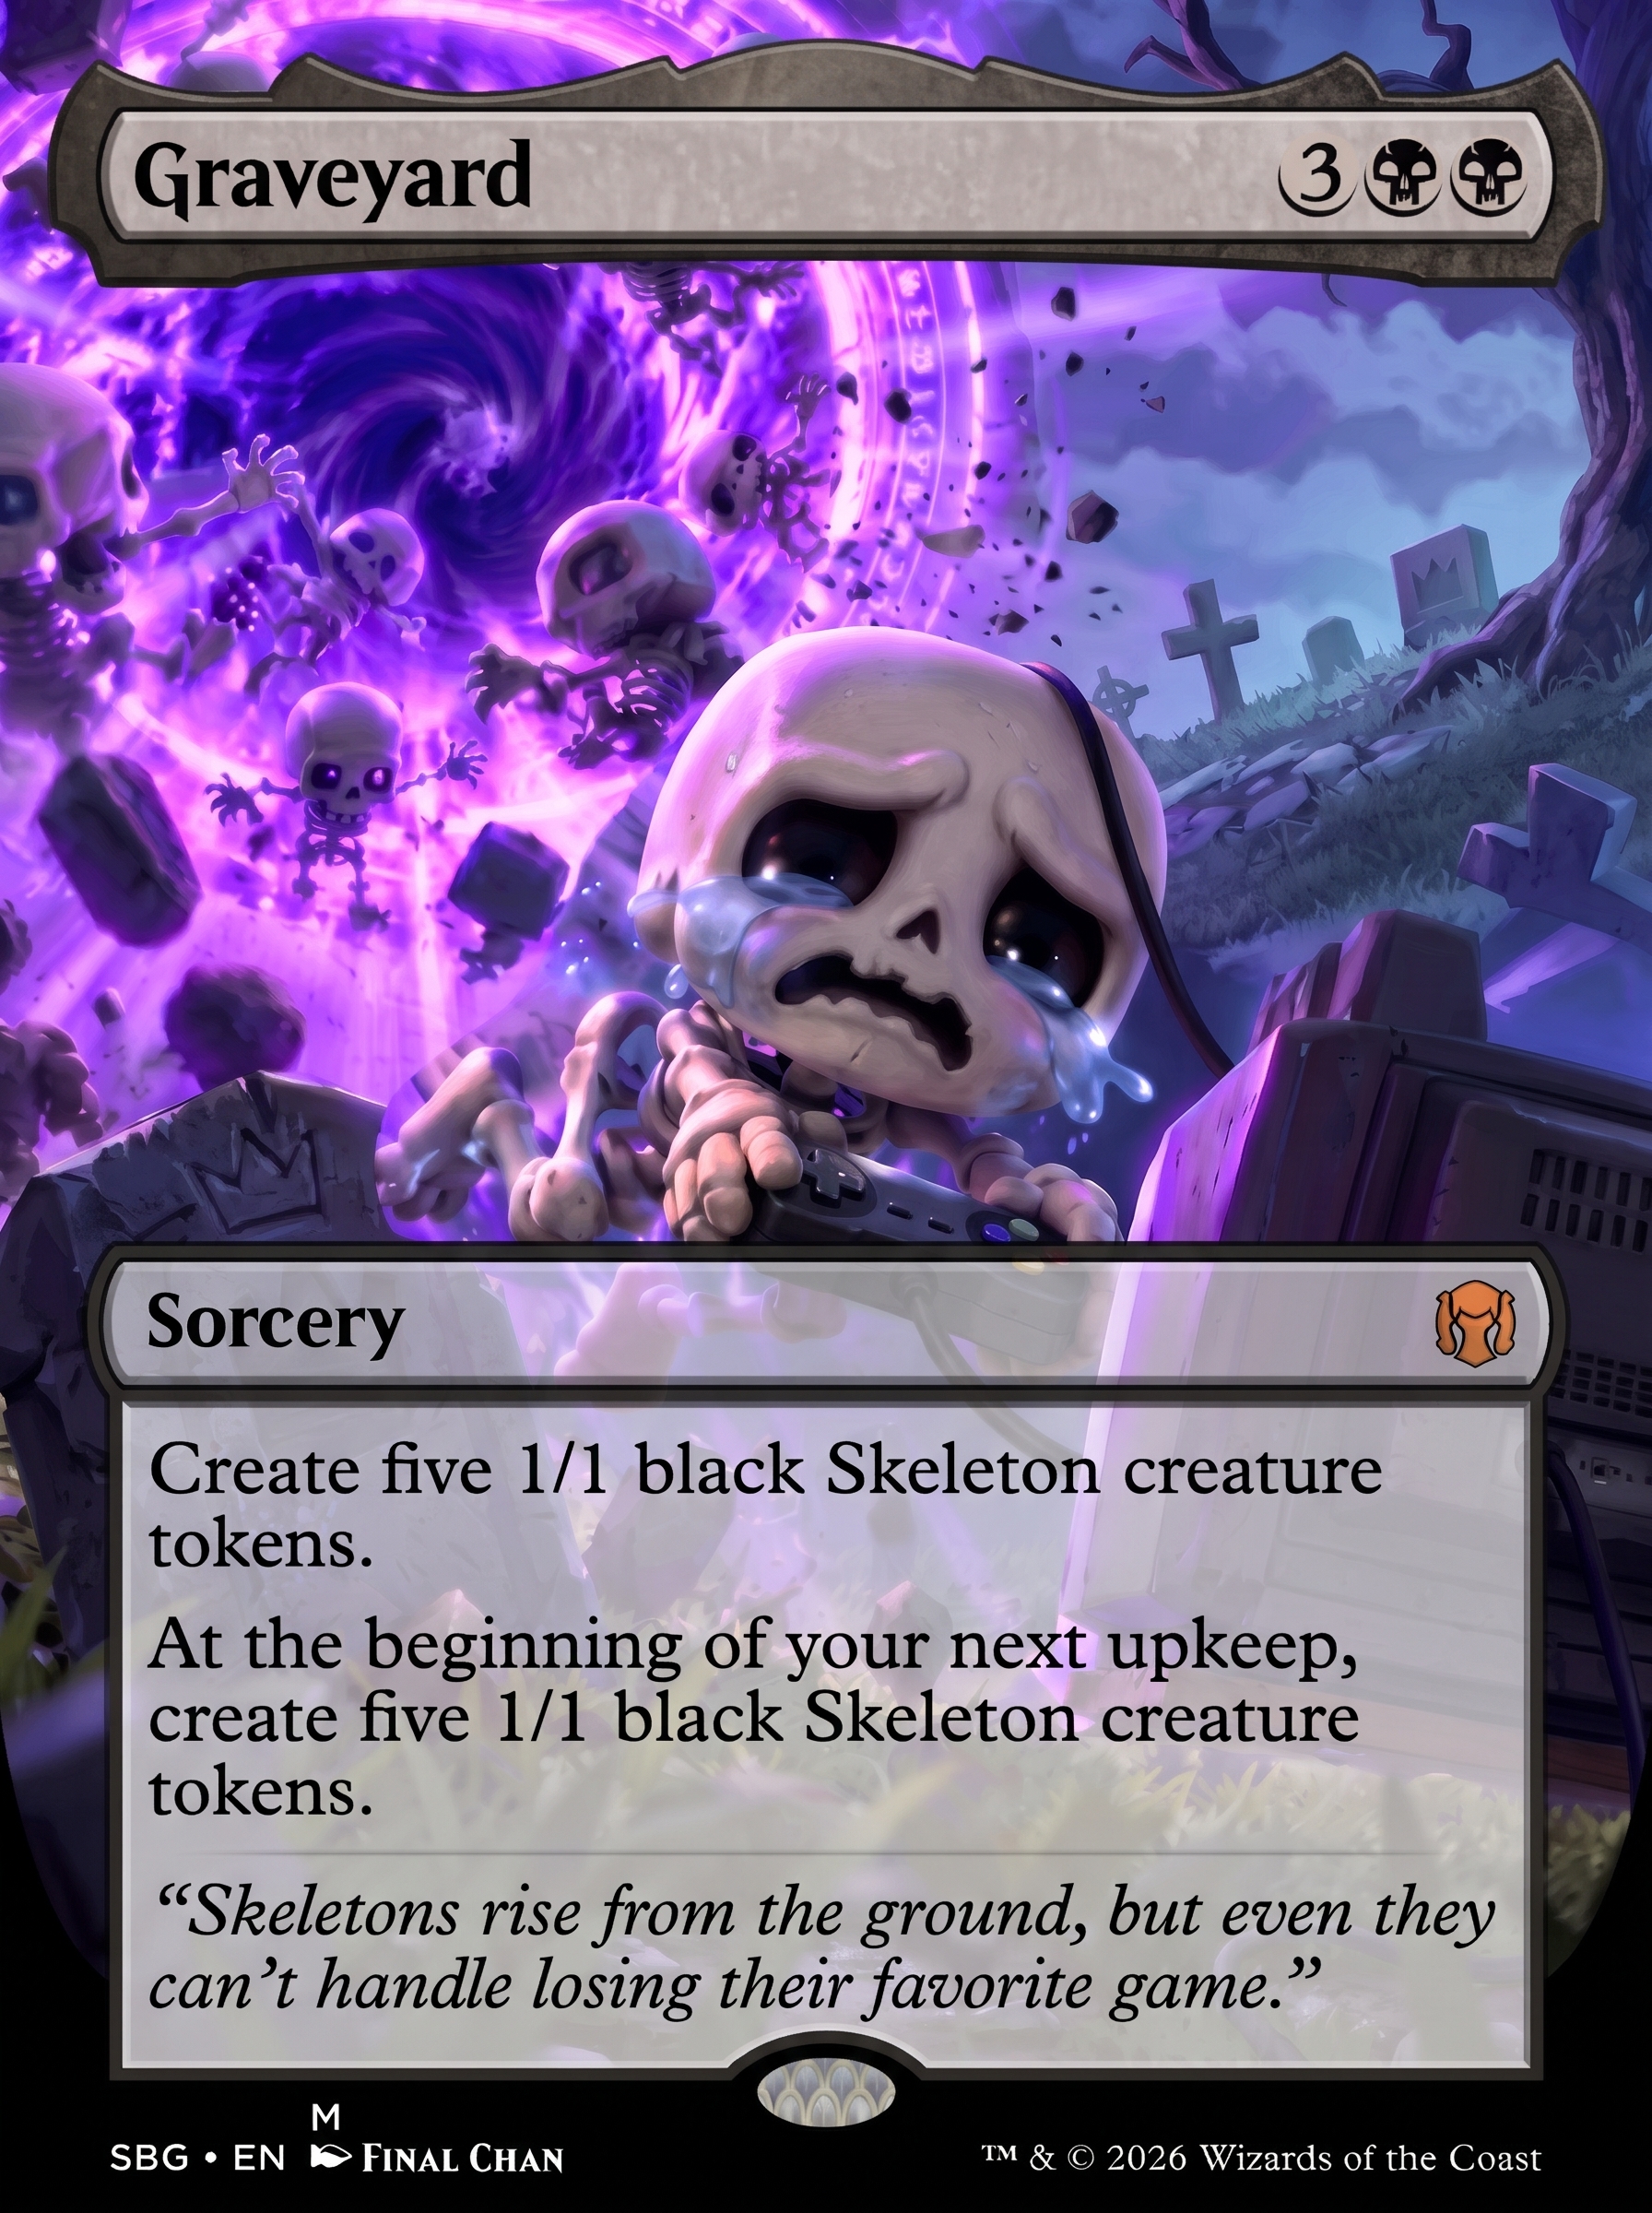 Graveyard 3
Sorcery
Create five 1/1 black Skeleton creature
tokens.
At the beginning of your next upkeep,
create five 1/1 black Skeleton creature
tokens.
“Skeletons rise from the ground, but even they
can’t handle losing their favorite game.”
M
SBG • EN FINAL CHAN
™ & © 2026 Wizards of the Coast